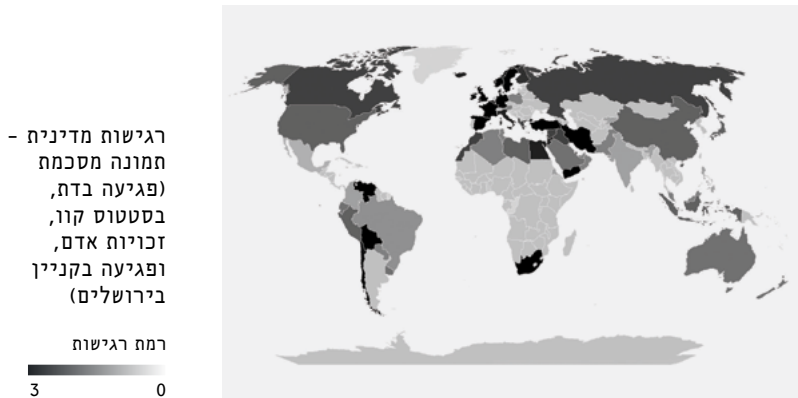 רגישות מדינית –
תמונה מסכמת
(פגיעה בדת,
בסטטוס קוו,
זכויות אדם,
ופגיעה בקניין
בירושלים)
רמת רגישות
3 0